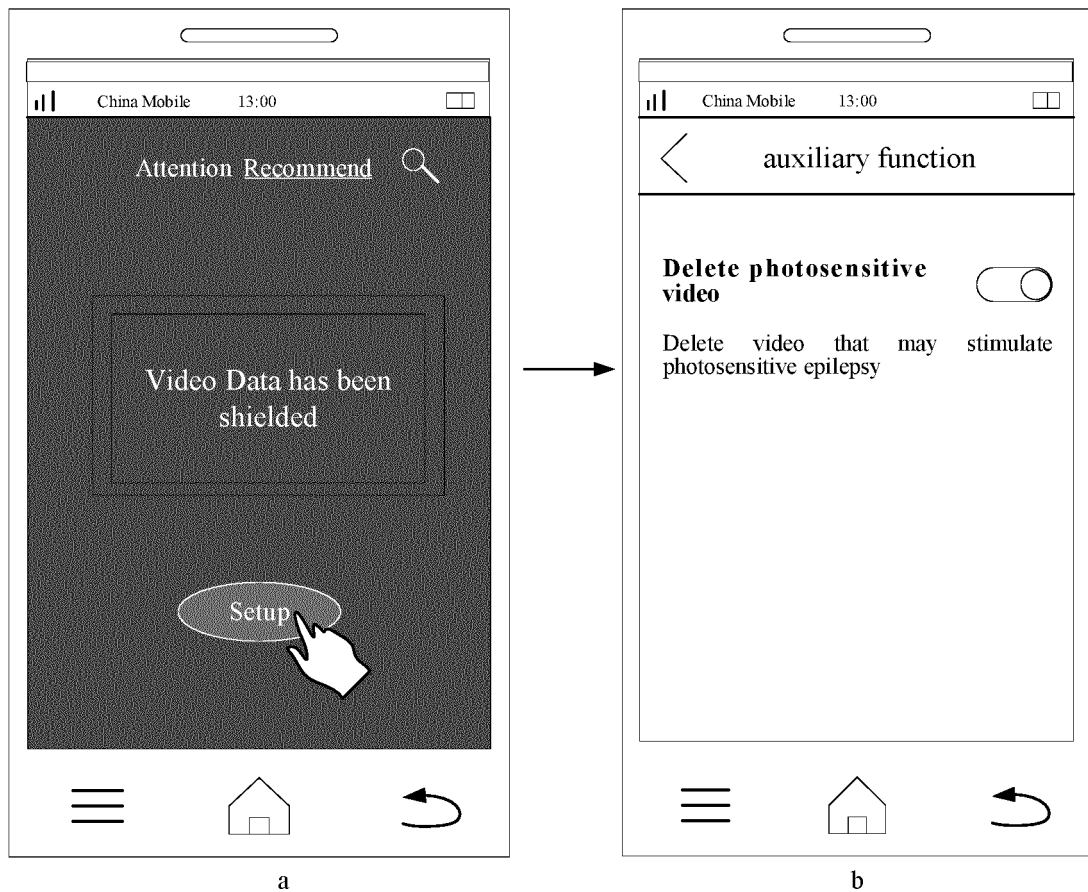 China Mobile 13:00
Attention Recommend
Video Data has been
shielded
Setup
a
China Mobile 13:00
auxiliary function
Delete photosensitive
video
Delete video that may stimulate
photosensitive epilepsy
b